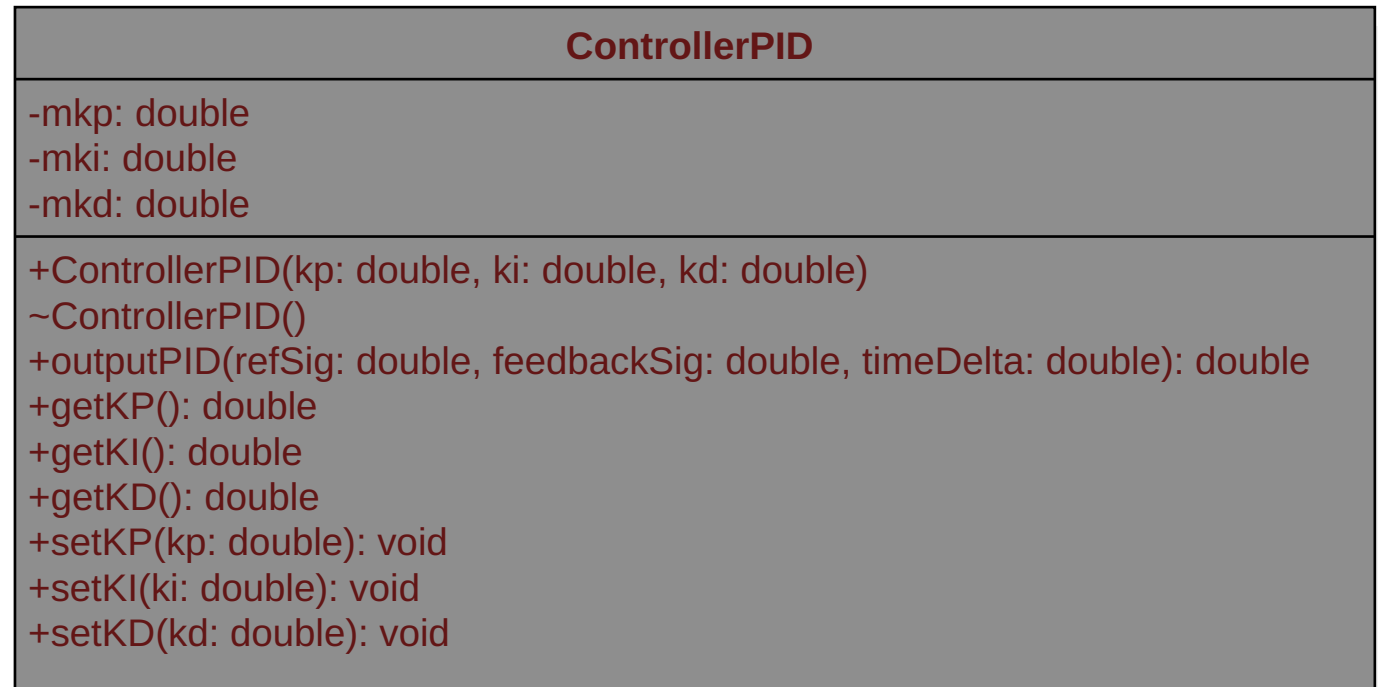 ControllerPID
-mkp: double
-mki: double
-mkd: double
+ControllerPID(kp: double, ki: double, kd: double)
~ControllerPID()
+outputPID(refSig: double, feedbackSig: double, timeDelta: double): double
+getKP(): double
+getKI(): double
+getKD(): double
+setKP(kp: double): void
+setKI(ki: double): void
+setKD(kd: double): void